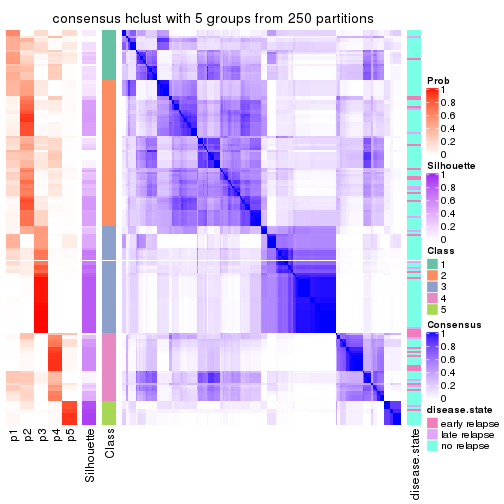 consensus hclust with 5 groups from 250 partitions
Prob
1
0.8
0.6
0.4
0.2
0
Silhouette
1
0.8
0.6
0.4
0.2
0
Class
1
2
3
4
5
Consensus
1
0.8
0.6
0.4
0.2
0
disease.state
early relapse
late relapse
no relapse
p1
p2
p3
p4
p5
Silhouette
Class
disease.state